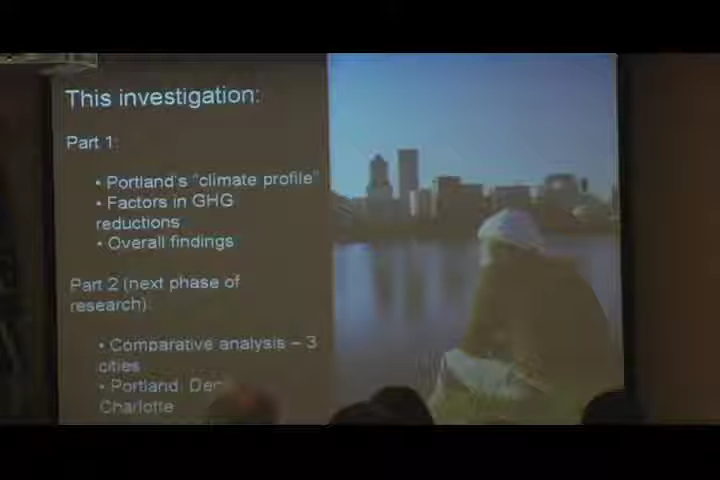 This investigation:
Part 1:
• Portland's "climate profile"
• Factors in GHG
reductions
• Overall findings
Part 2 (next phase of
research):
• Comparative analysis – 3
cities
• Portland,
Charlotte